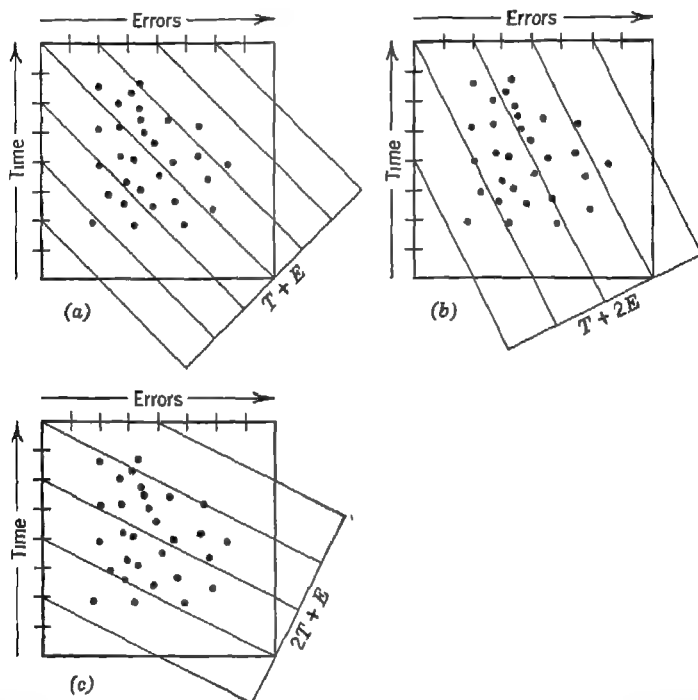 Errors
Time
(a)
T + E
Errors
Time
(b)
T + 2E
Errors
Time
(c)
2T + E